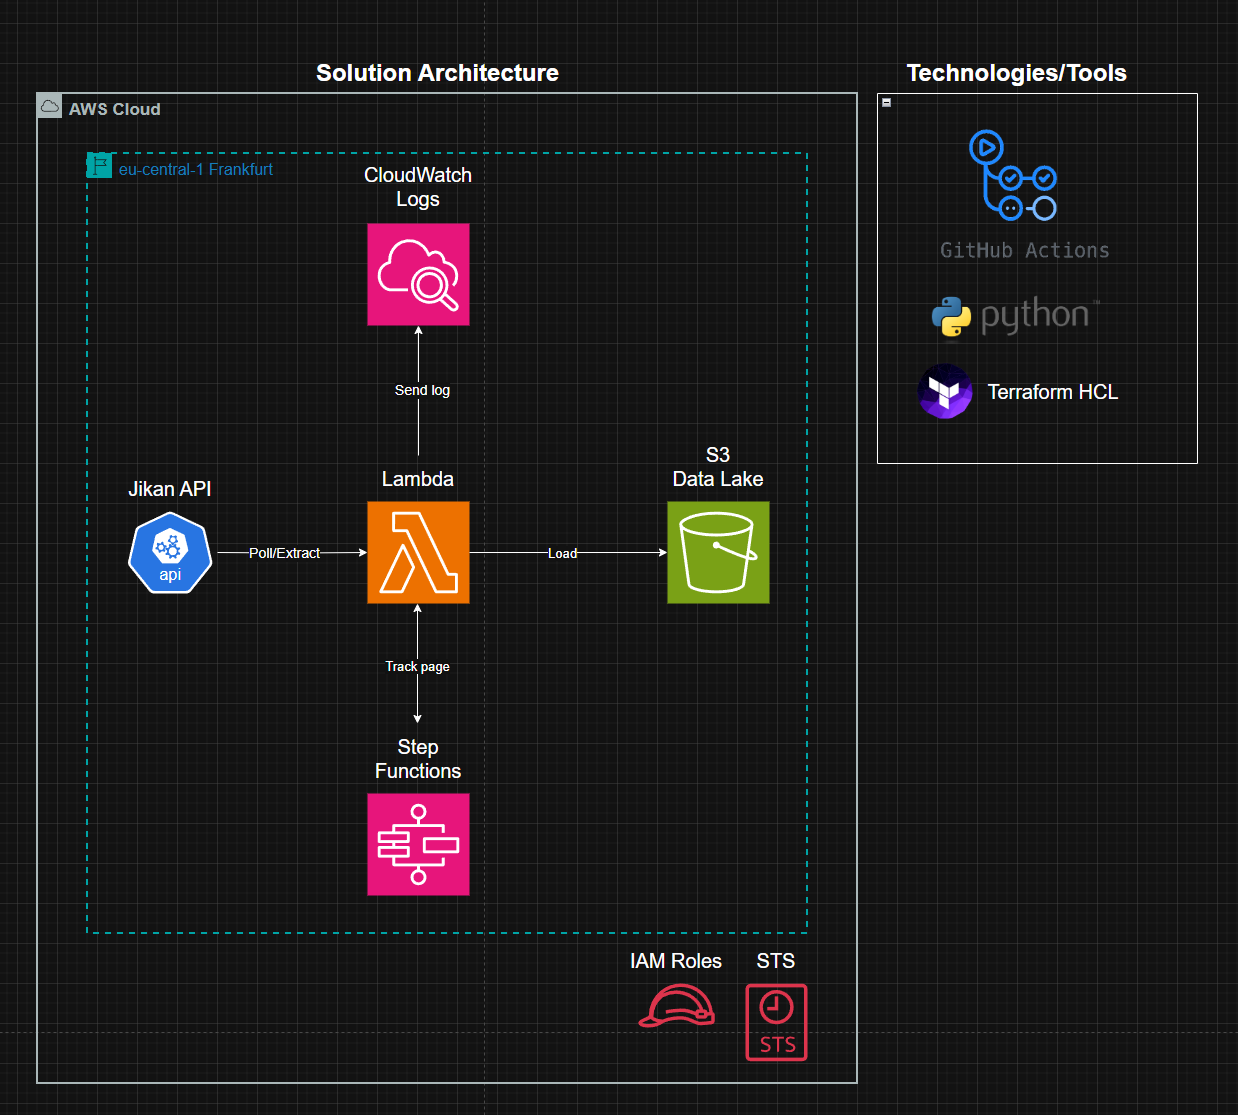 Solution Architecture
Technologies/Tools
AWS Cloud
eu-central-1 Frankfurt
CloudWatch
Logs
Send log
Lambda
Jikan API
api
Poll/Extract
Load
S3
Data Lake
Track page
Step
Functions
IAM Roles
STS
STS
GitHub Actions
python™
Terraform HCL